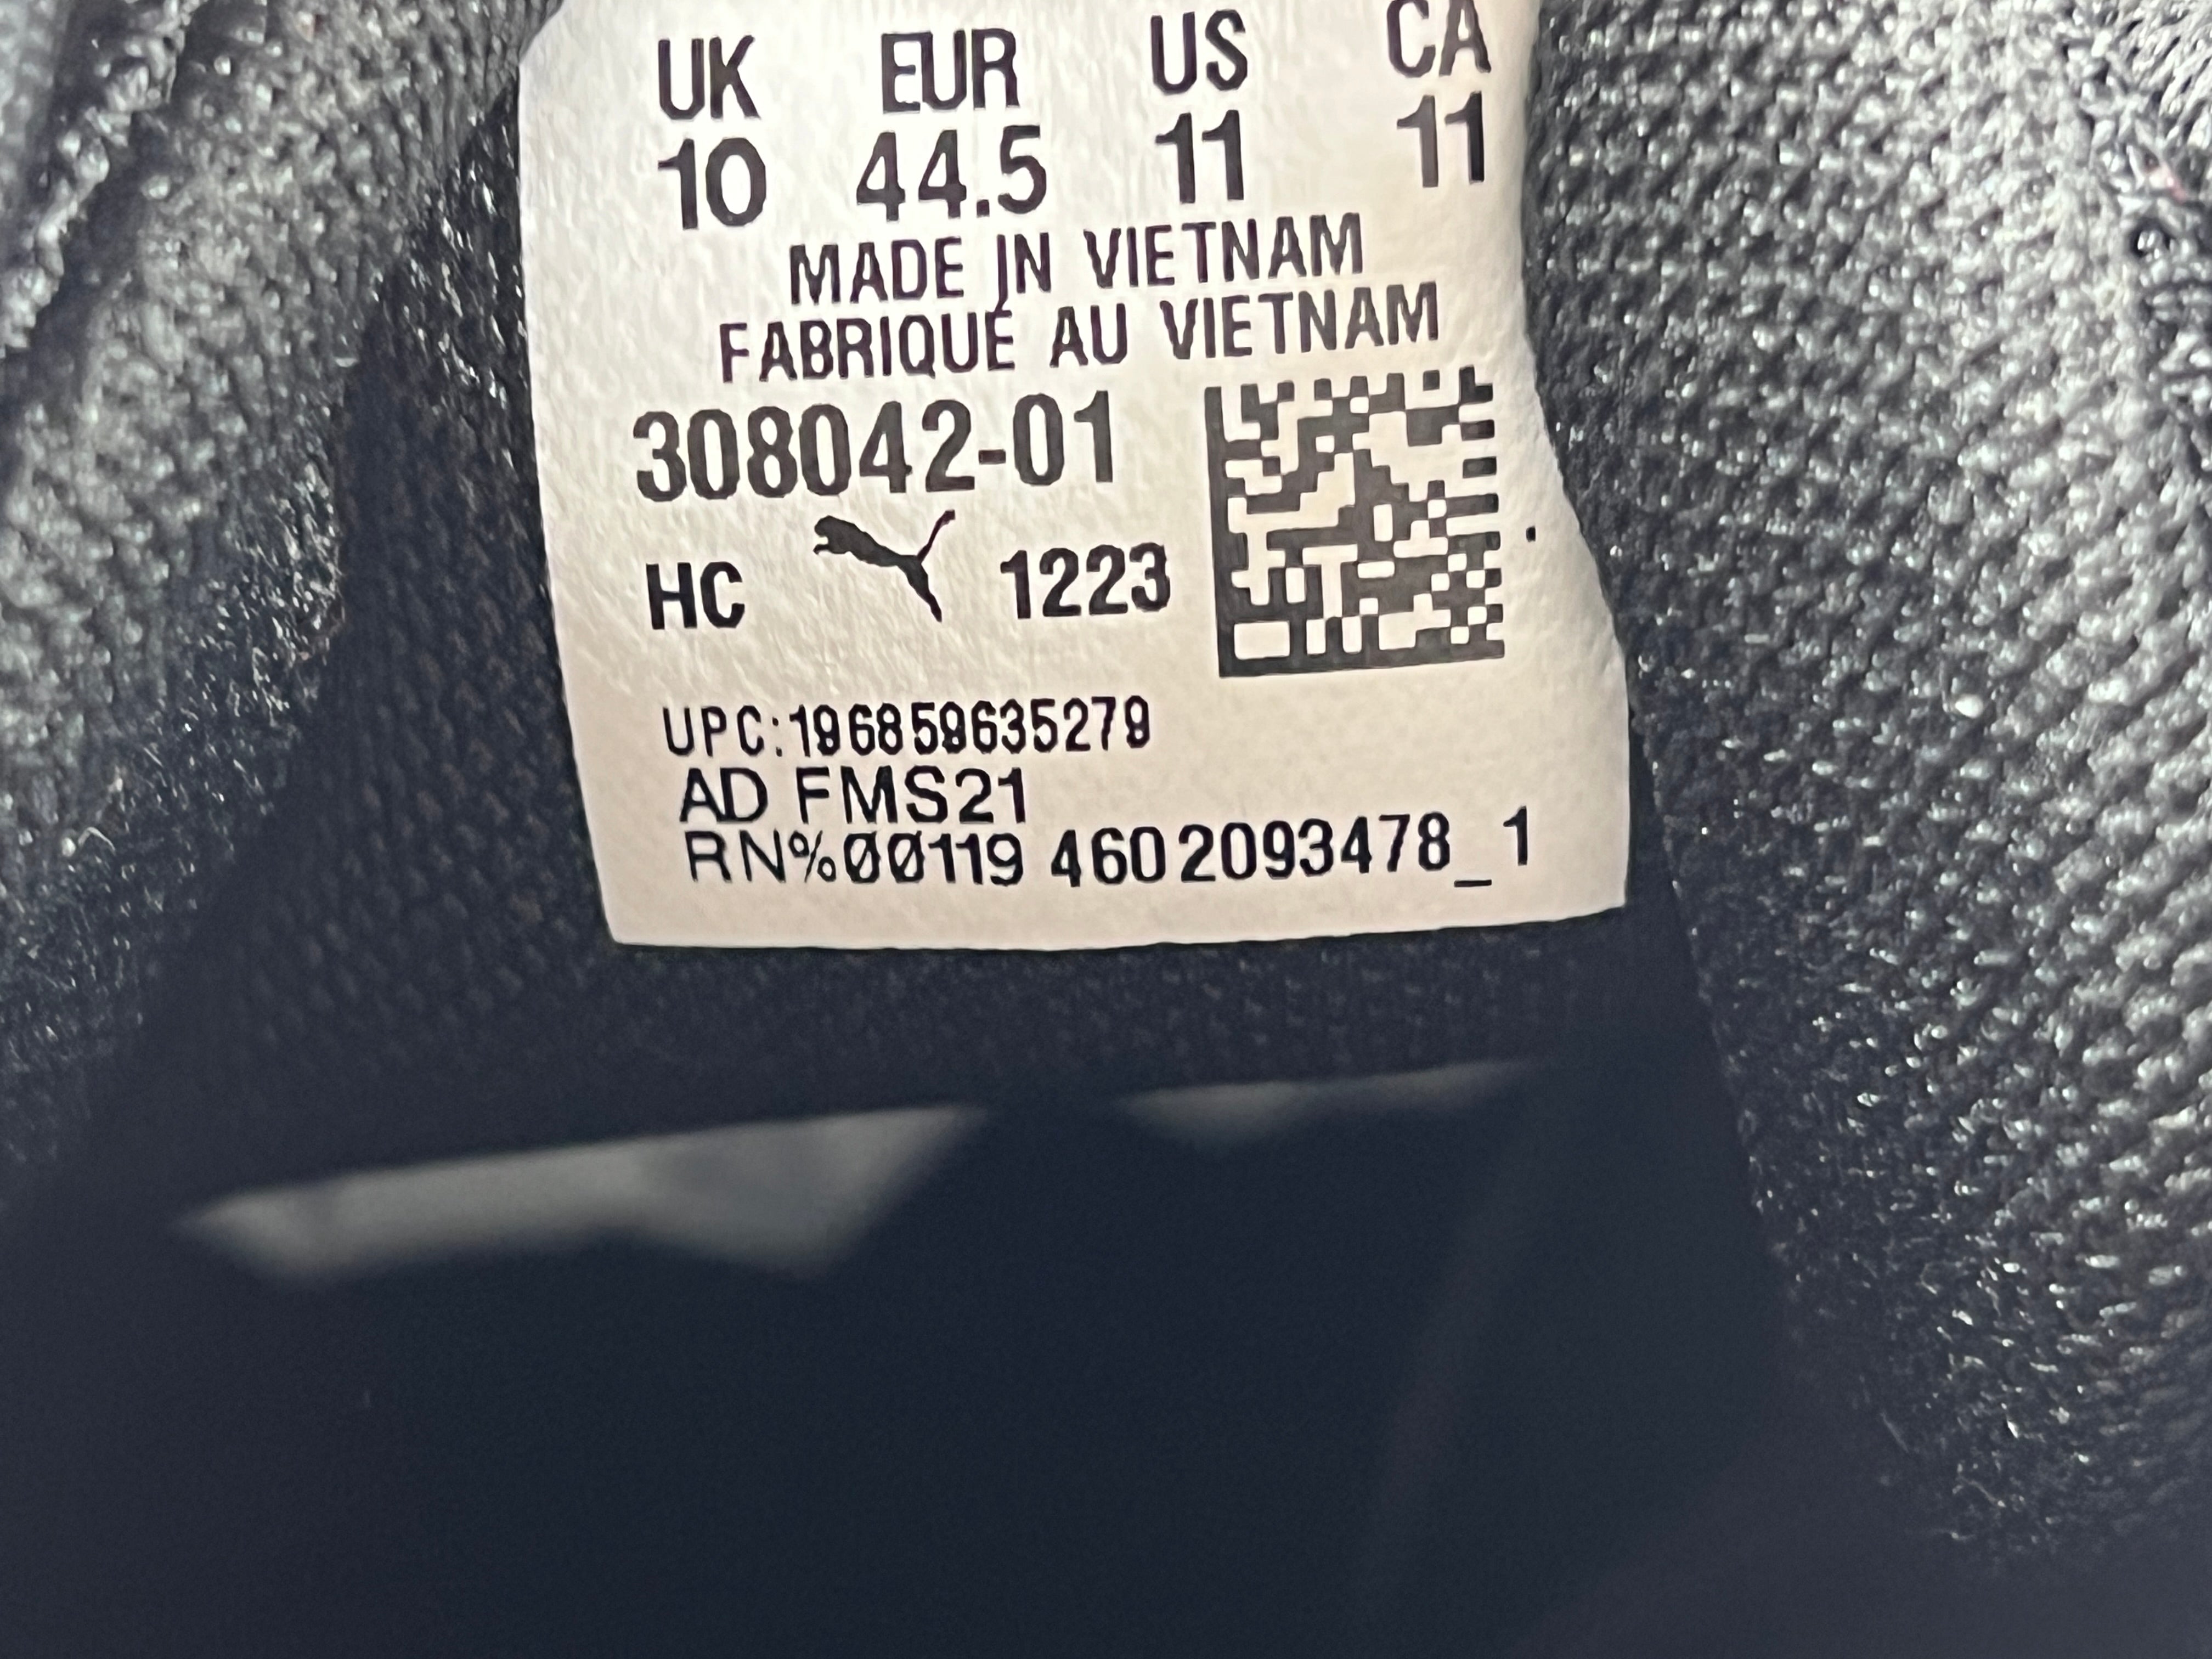 UK EUR US CA
10 44.5 11 11
MADE IN VIETNAM
FABRIQUÉ AU VIETNAM
308042-01
HC 1223
UPC:196859635279
AD FMS21
RN%00119 4602093478_1